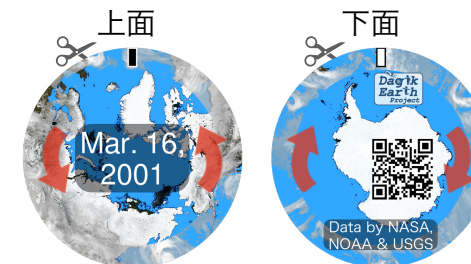 上面
下面
Dagik
Earth
Project
Mar. 16,
2001
Data by NASA,
NOAA & USGS